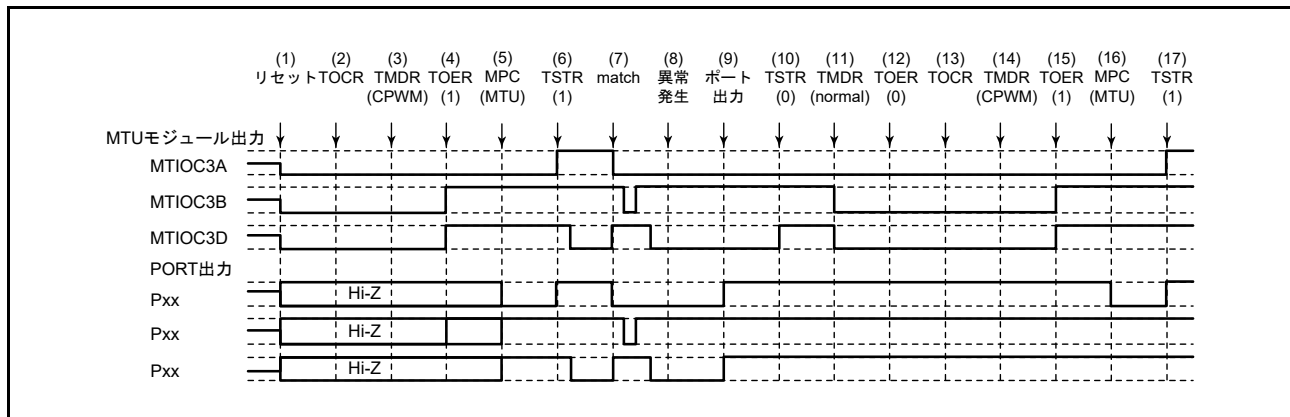 (1) (2) (3) (4) (5) (6) (7) (8) (9) (10) (11) (12) (13) (14) (15) (16) (17)
リセット TOCR TMDR TOER MPC TSTR match 異常 ポート TSTR TMDR TOER TOCR TMDR TOER MPC TSTR
(CPWM) (1) (MTU) (1) 発生 出力 (0) (normal) (0) (CPWM) (1) (MTU) (1)
MTUモジュール出力
MTIOC3A
MTIOC3B
MTIOC3D
PORT出力
Pxx Hi-Z
Pxx Hi-Z
Pxx Hi-Z